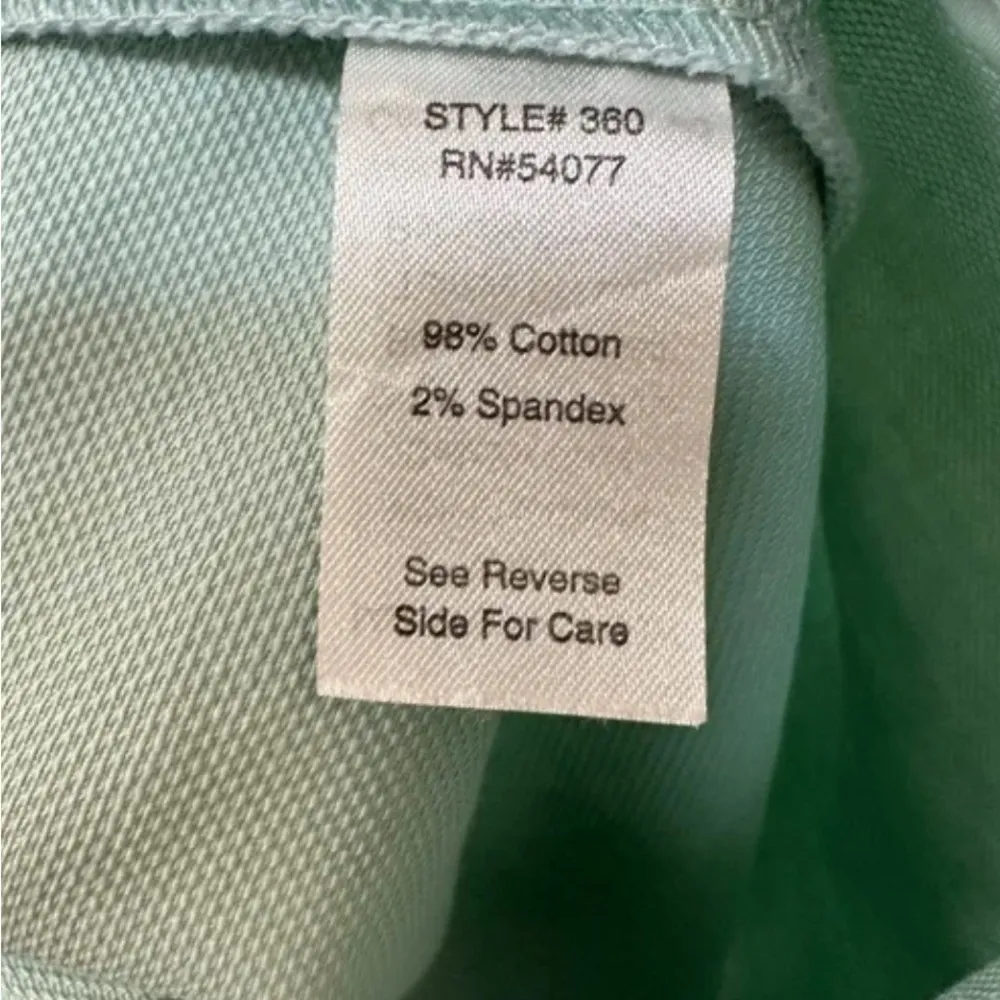 STYLE# 360
RN#54077
98% Cotton
2% Spandex
See Reverse
Side For Care